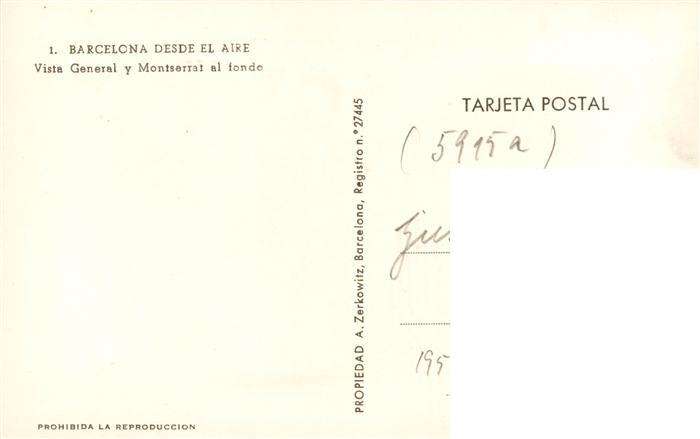 1. BARCELONA DESDE EL AIRE
Vista General y Montserrat al fondo
PROHIBIDA LA REPRODUCCION
PROPIEDAD A. Zerkowitz, Barcelona, Registro n.º 27445
TARJETA POSTAL
195